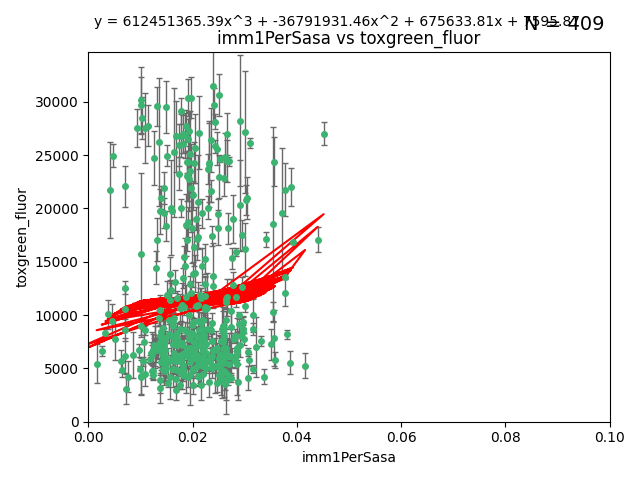 y = 612451365.39x^3 + -36791931.46x^2 + 675633.81x + 7595.87
N = 409
imm1PerSasa vs toxgreen_fluor
30000
25000
20000
15000
10000
5000
0
toxgreen_fluor
0.00 0.02 0.04 0.06 0.08 0.10
imm1PerSasa